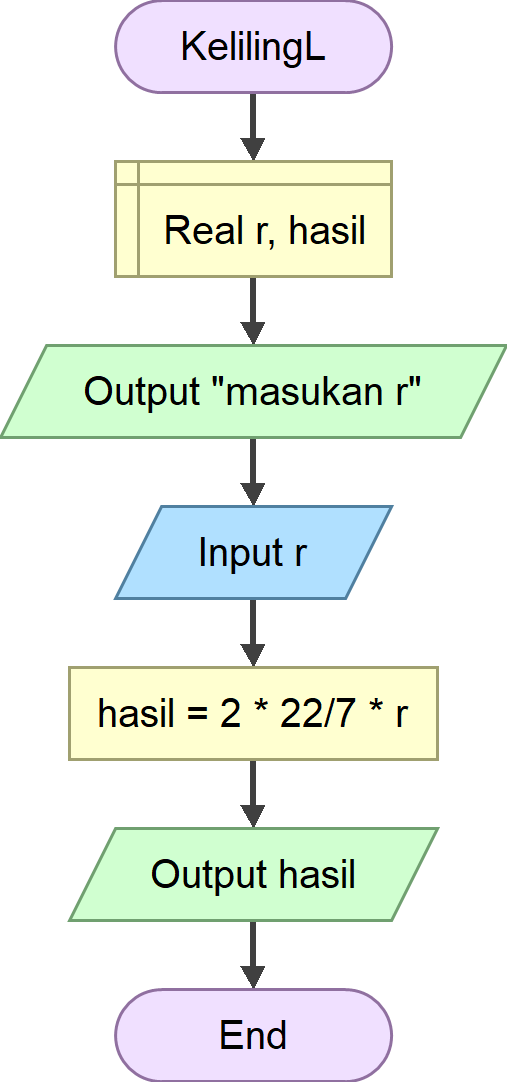 KelilingL
Real r, hasil
Output "masukan r"
Input r
hasil = 2 * 22/7 * r
Output hasil
End